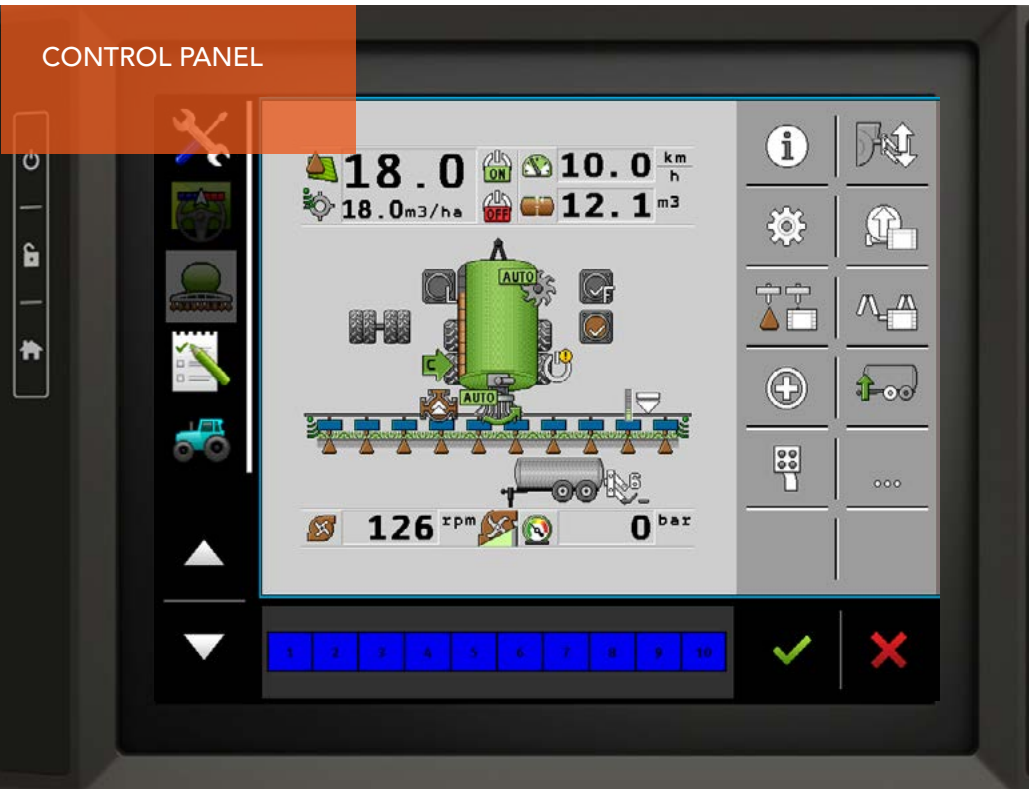 CONTROL PANEL
18.0 ON 10.0 km/h
18.0m3/ha OFF 12.1 m3
AUTO
L
F
C
AUTO
6
126 rpm 0 bar
i
...
1 2 3 4 5 6 7 8 9 10